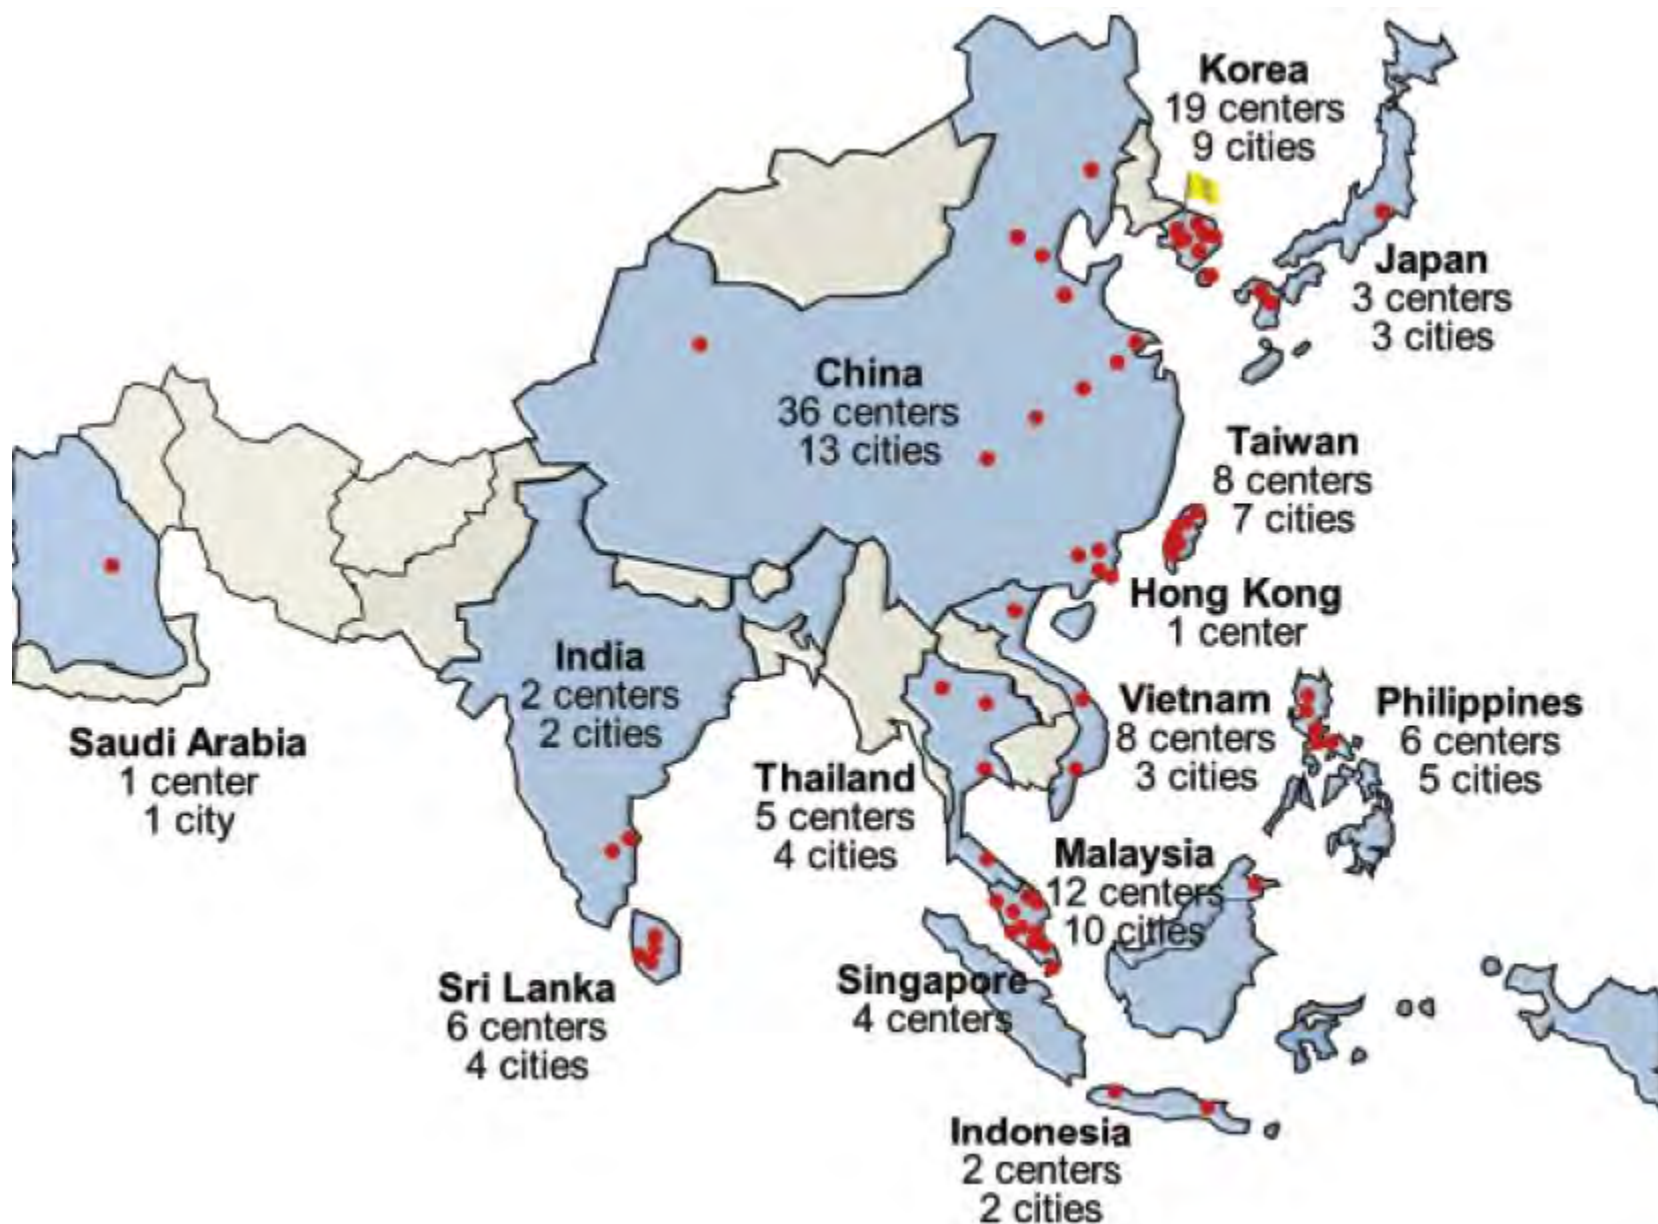 Korea
19 centers
9 cities
Japan
3 centers
3 cities
China
36 centers
13 cities
Taiwan
8 centers
7 cities
Hong Kong
1 center
India
2 centers
2 cities
Vietnam
8 centers
3 cities
Philippines
6 centers
5 cities
Saudi Arabia
1 center
1 city
Thailand
5 centers
4 cities
Malaysia
12 centers
10 cities
Singapore
4 centers
Sri Lanka
6 centers
4 cities
Indonesia
2 centers
2 cities